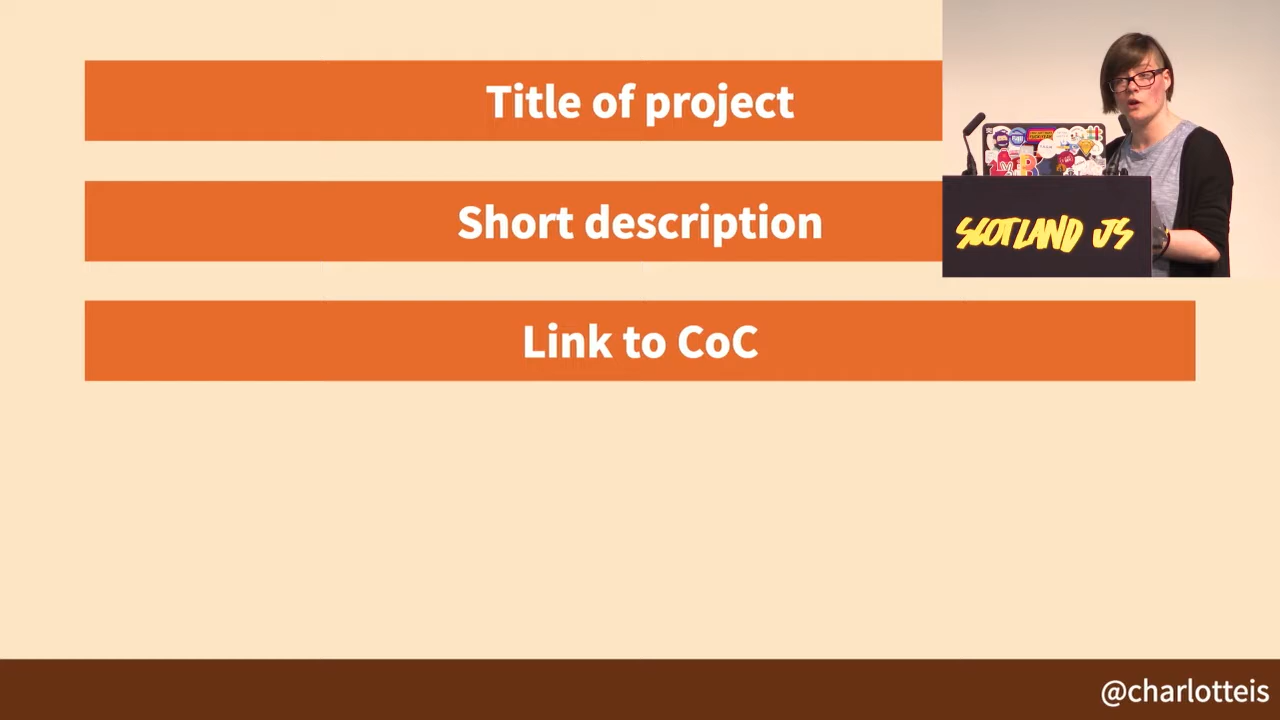 Title of project
Short description
SCOTLAND JS
Link to CoC
@charlotteis